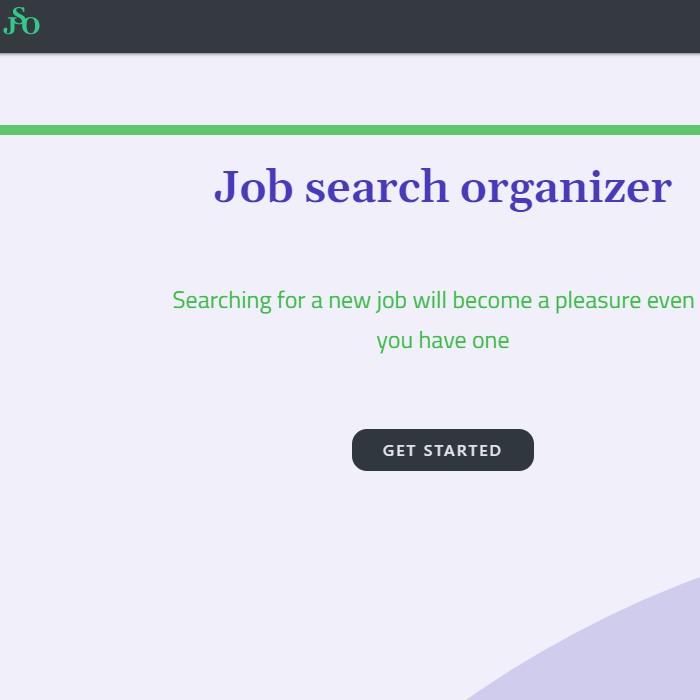 JSO
Job search organizer
Searching for a new job will become a pleasure even
you have one
GET STARTED